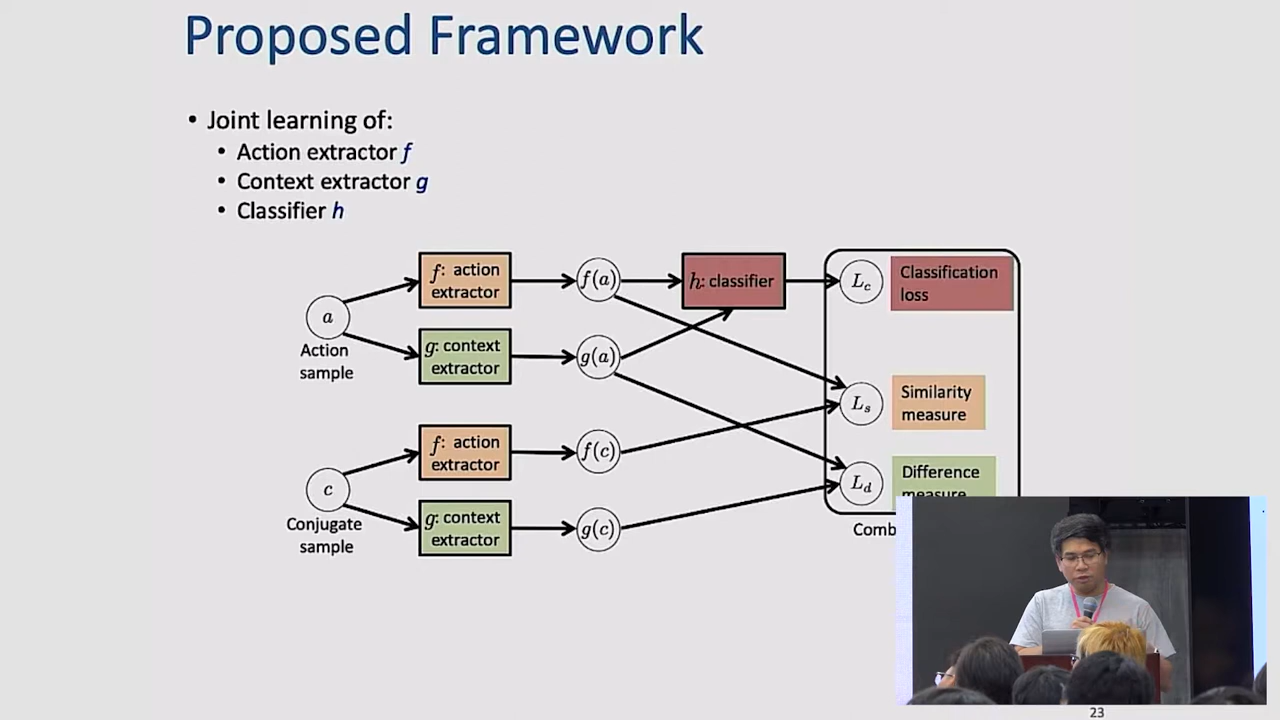 Proposed Framework
• Joint learning of:
• Action extractor f
• Context extractor g
• Classifier h
f: action
extractor
f(a)
h: classifier
L_c
Classification
loss
a
Action
sample
g: context
extractor
g(a)
L_s
Similarity
measure
f: action
extractor
f(c)
c
Conjugate
sample
g: context
extractor
g(c)
L_d
Difference
measure
Comb
23